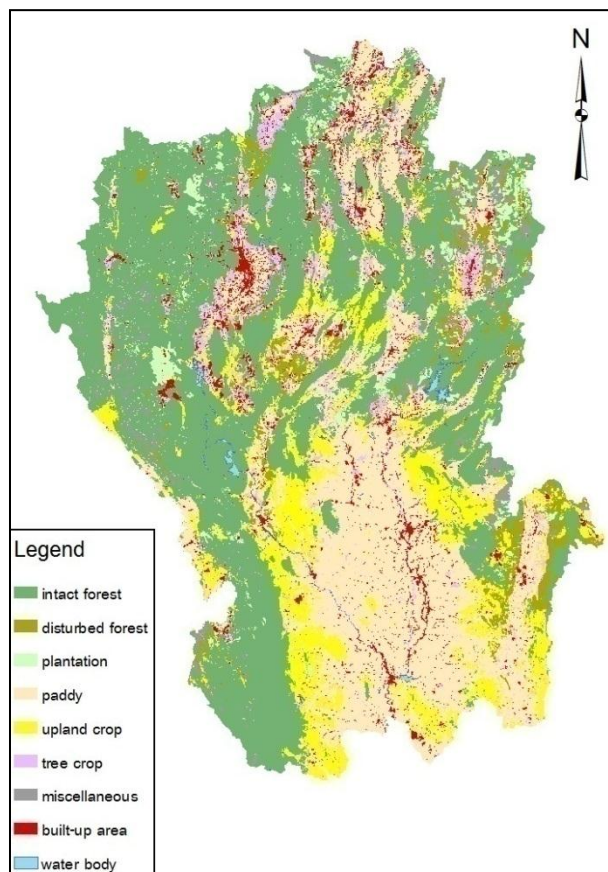 N
Legend
intact forest
disturbed forest
plantation
paddy
upland crop
tree crop
miscellaneous
built-up area
water body